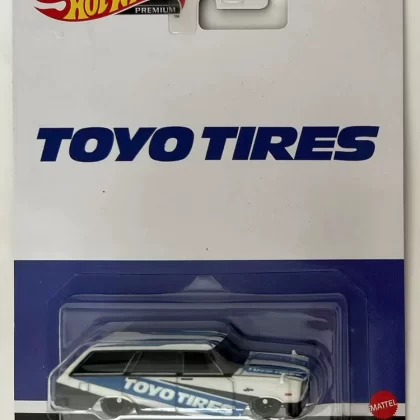 HOT WHEELS
PREMIUM
TOYO TIRES
TOYO TIRES
MATTEL